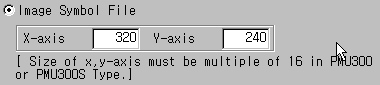 Image Symbol File
X-axis 320 Y-axis 240
[ Size of x,y-axis must be multiple of 16 in PMU300
or PMU300S Type.]